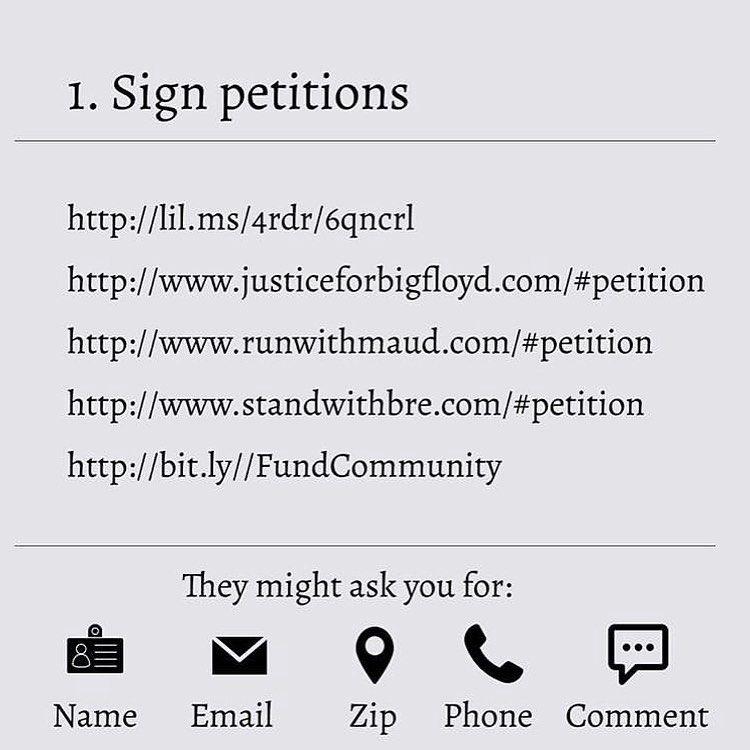 1. Sign petitions
http://lil.ms/4rdr/6qncrl
http://www.justiceforbigfloyd.com/#petition
http://www.runwithmaud.com/#petition
http://www.standwithbre.com/#petition
http://bit.ly//FundCommunity
They might ask you for:
Name Email Zip Phone Comment